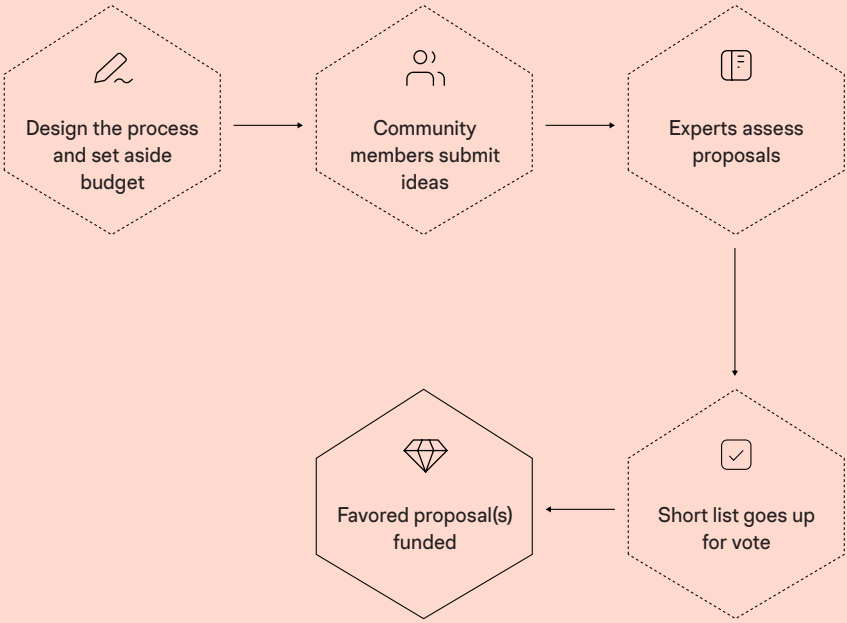 Design the process
and set aside
budget
Community
members submit
ideas
Experts assess
proposals
Favored proposal(s)
funded
Short list goes up
for vote